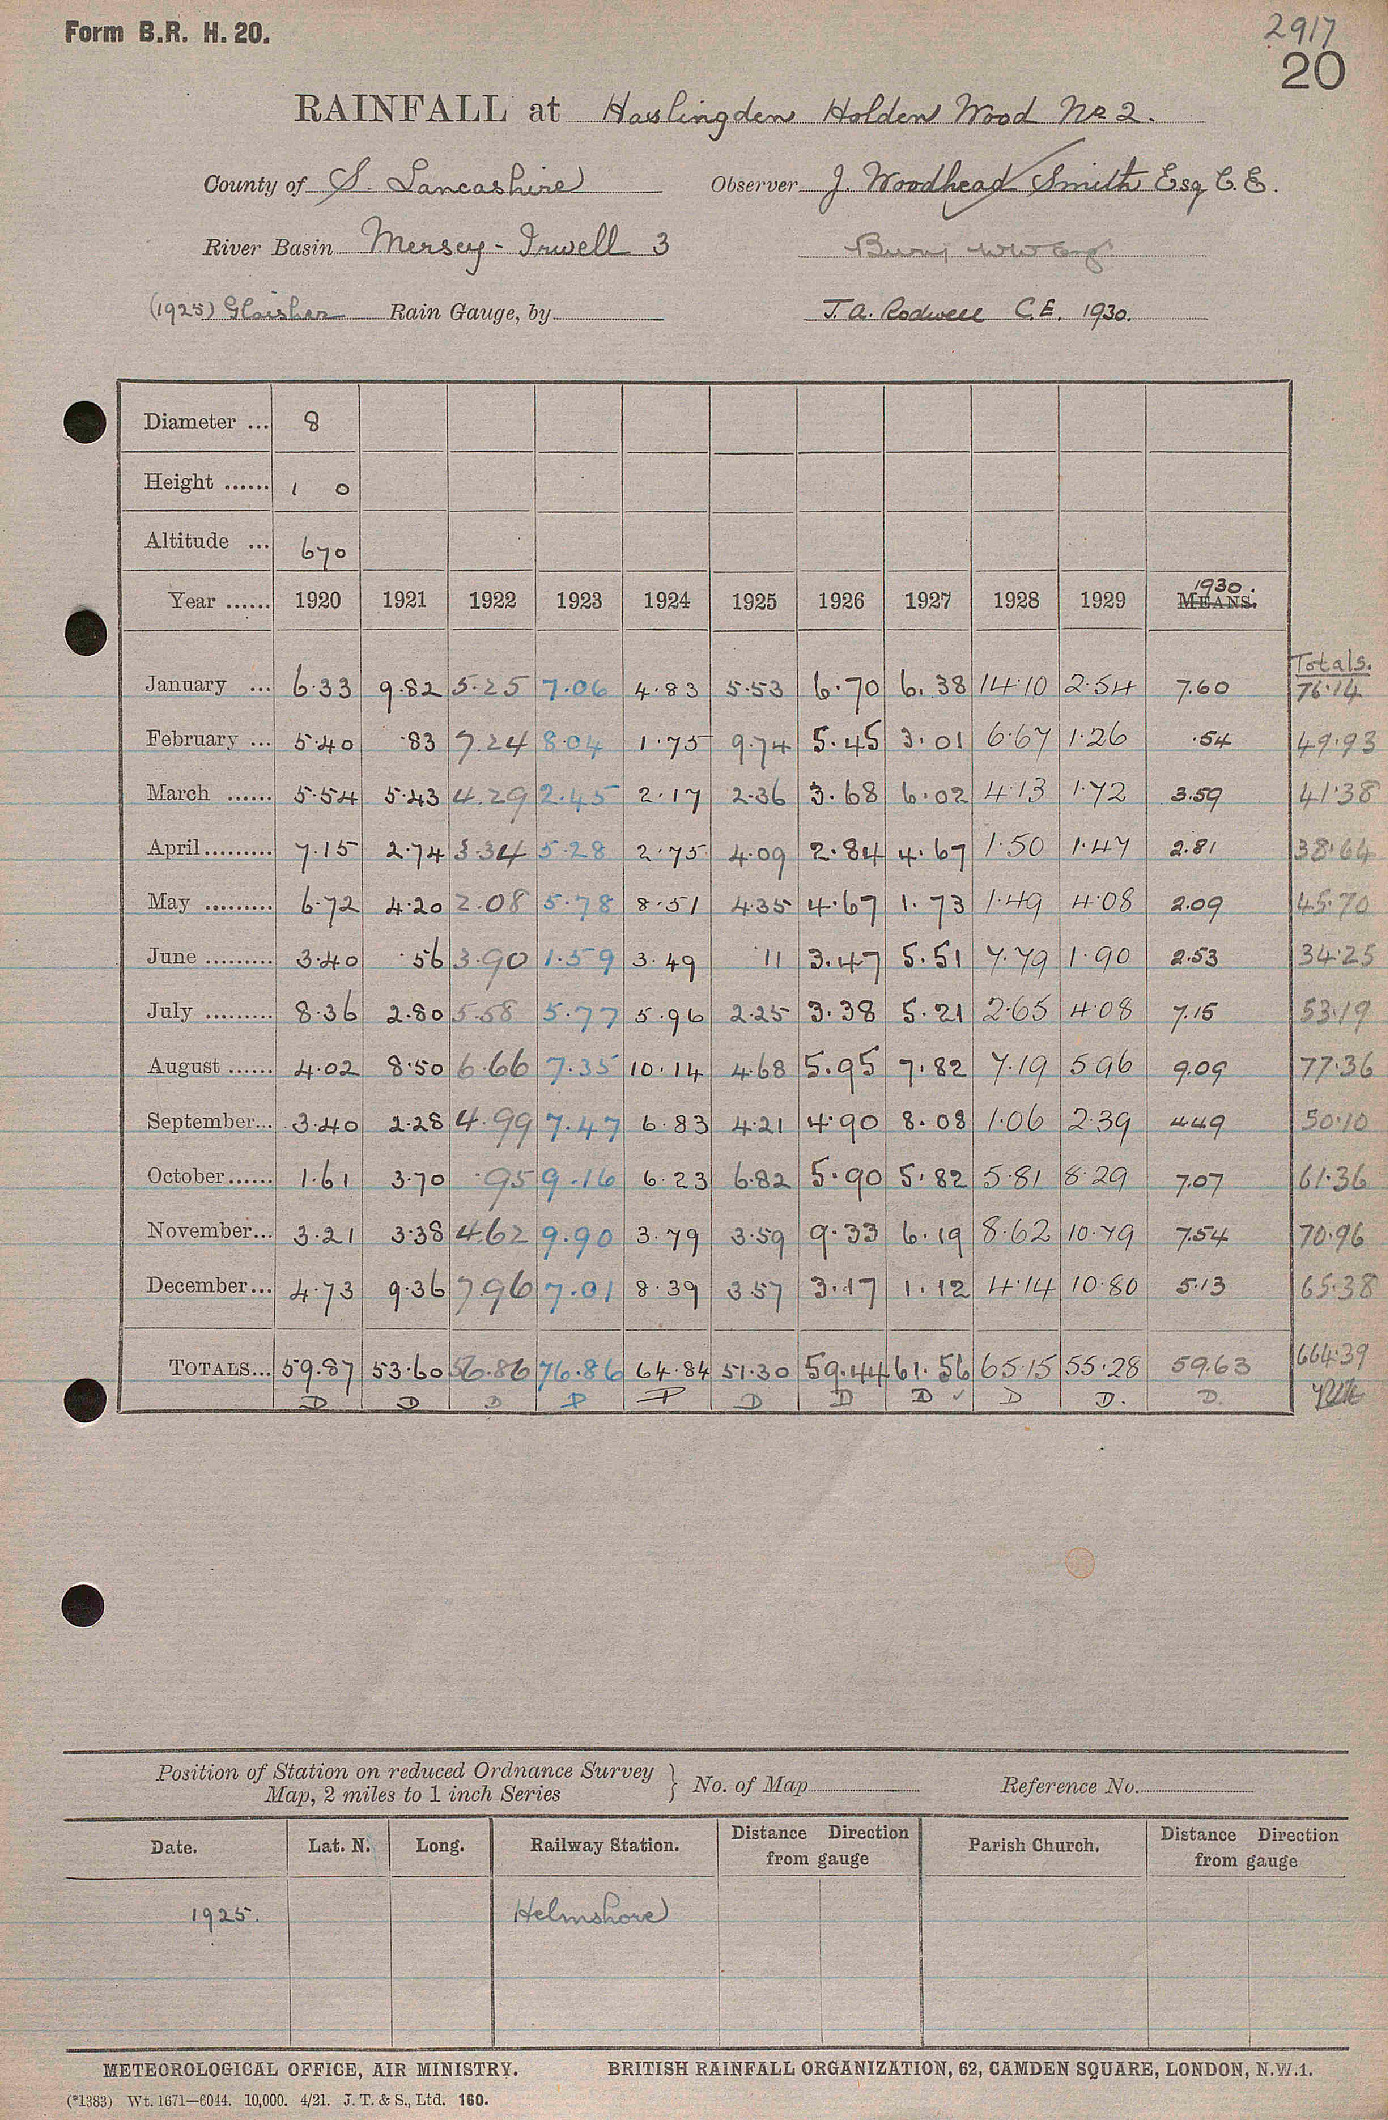 Form B.R. H. 20.
2917
20
RAINFALL at Haslingden Holden Wood No 2.
County of S. Lancashire Observer J. Woodhead Smith Esq C.E.
River Basin Mersey - Irwell 3 Bury
(1925) Glaisher Rain Gauge, by J.A. Rodwell C.E. 1930.
Diameter ... 8
Height ...... 1 0
Altitude ... 670
1930.
Year ...... 1920 1921 1922 1923 1924 1925 1926 1927 1928 1929 MEANS.
Totals.
January ... 6.33 9.82 5.25 7.06 4.83 5.53 6.70 6.38 14.10 2.54 7.60 76.14
February ... 5.40 .83 7.24 8.04 1.75 9.74 5.45 3.01 6.67 1.26 .54 49.93
March ...... 5.54 5.43 4.29 2.45 2.17 2.36 3.68 6.02 4.13 1.72 3.59 41.38
April......... 7.15 2.74 3.34 5.28 2.75 4.09 2.84 4.67 1.50 1.47 2.81 38.64
May ......... 6.72 4.20 2.08 5.78 8.51 4.35 4.67 1.73 1.49 4.08 2.09 45.70
June ......... 3.40 .56 3.90 1.59 3.49 11 3.47 5.51 7.79 1.90 2.53 34.25
July ......... 8.36 2.80 5.58 5.77 5.96 2.25 3.38 5.21 2.65 4.08 7.15 53.19
August ...... 4.02 8.50 6.66 7.35 10.14 4.68 5.95 7.82 7.19 5.96 9.09 77.36
September... 3.40 2.28 4.99 7.47 6.83 4.21 4.90 8.08 1.06 2.39 4.49 50.10
October...... 1.61 3.70 .95 9.16 6.23 6.82 5.90 5.82 5.81 8.29 7.07 61.36
November... 3.21 3.38 4.62 9.90 3.79 3.59 9.33 6.19 8.62 10.79 7.54 70.96
December... 4.73 9.36 7.96 7.01 8.39 3.57 3.17 1.12 4.14 10.80 5.13 65.38
TOTALS... 59.87 53.60 56.86 76.86 64.84 51.30 59.44 61.56 65.15 55.28 59.63 664.39
D D D D D D D D ✓ D D. D.
Position of Station on reduced Ordnance Survey
Map, 2 miles to 1 inch Series } No. of Map Reference No.
Date. Lat. N. Long. Railway Station. Distance Direction from gauge Parish Church. Distance Direction from gauge
1925. Helmshore
METEOROLOGICAL OFFICE, AIR MINISTRY. BRITISH RAINFALL ORGANIZATION, 62, CAMDEN SQUARE, LONDON, N.W.1.
(*1383) Wt. 1671—6044. 10,000. 4/21. J. T. & S., Ltd. 160.